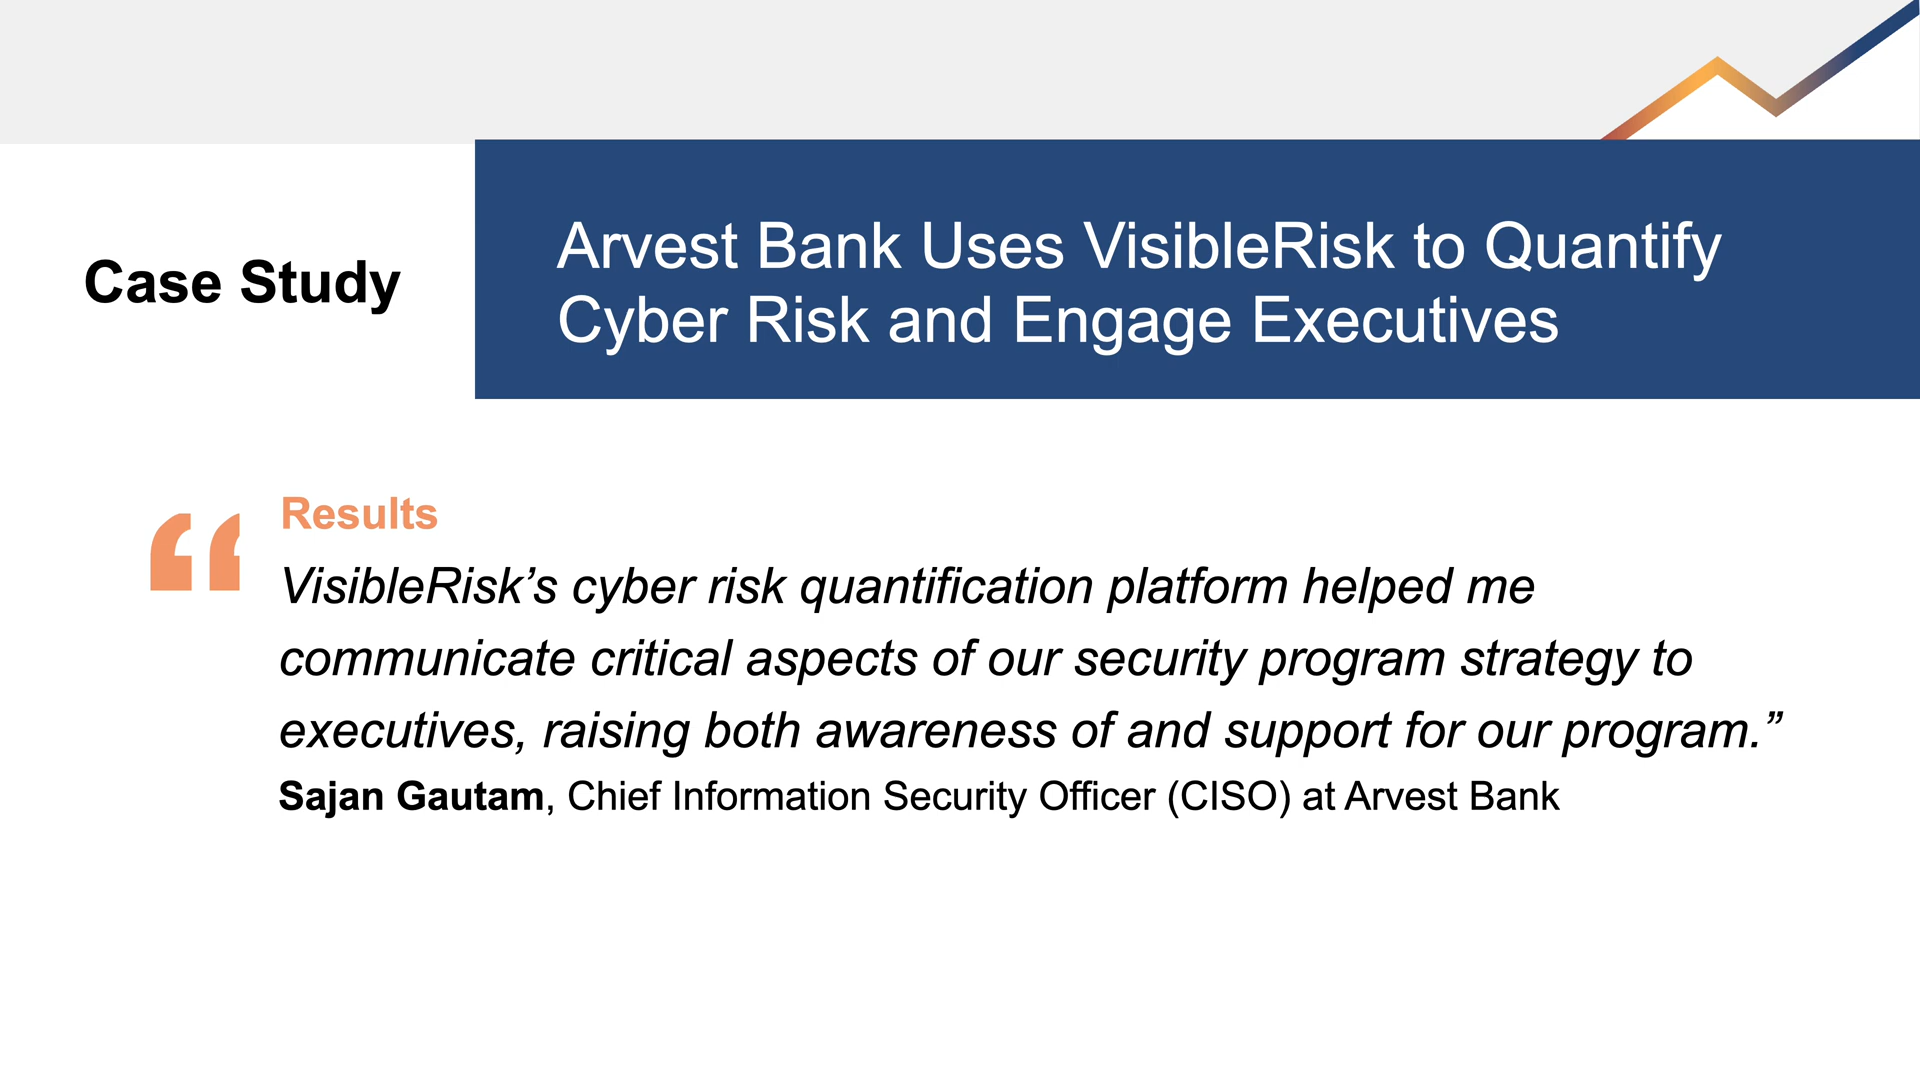 Case Study
Arvest Bank Uses VisibleRisk to Quantify
Cyber Risk and Engage Executives
“
Results
VisibleRisk’s cyber risk quantification platform helped me
communicate critical aspects of our security program strategy to
executives, raising both awareness of and support for our program.”
Sajan Gautam, Chief Information Security Officer (CISO) at Arvest Bank